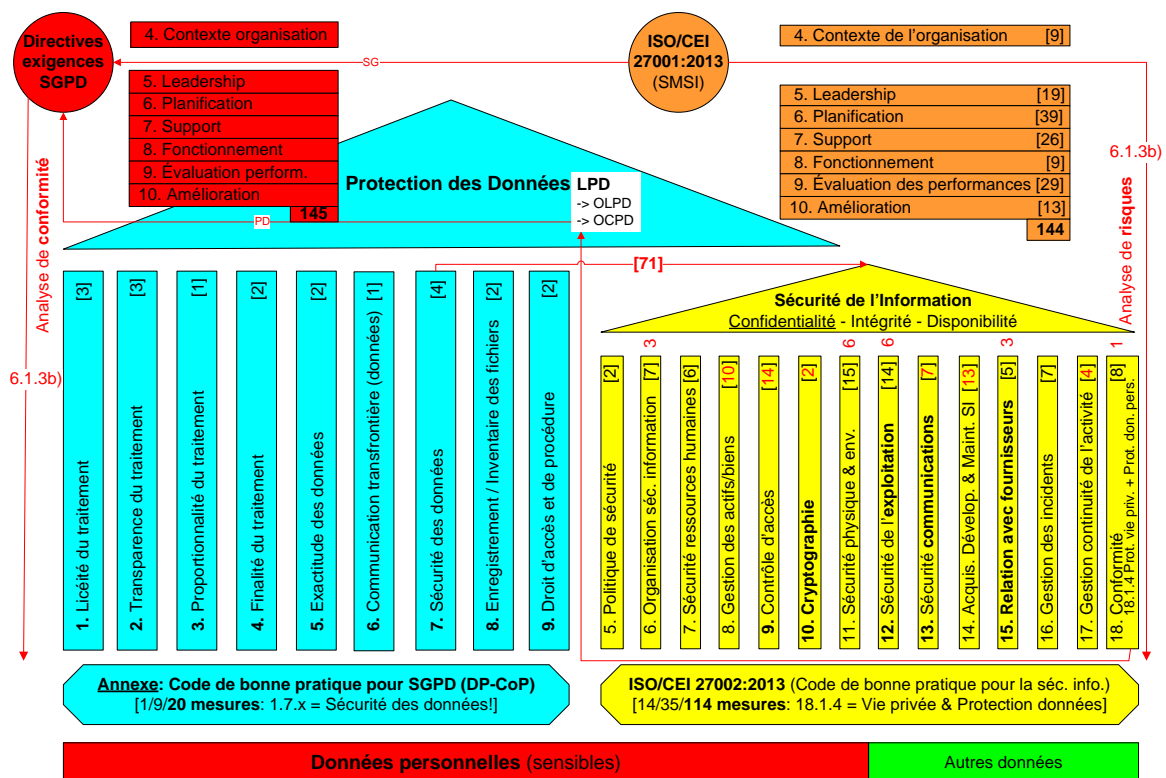 Directives
exigences
SGPD
4. Contexte organisation
5. Leadership
6. Planification
7. Support
8. Fonctionnement
9. Évaluation perform.
10. Amélioration
145
SG
ISO/CEI
27001:2013
(SMSI)
4. Contexte de l'organisation [9]
5. Leadership [19]
6. Planification [39]
7. Support [26]
8. Fonctionnement [9]
9. Évaluation des performances [29]
10. Amélioration [13]
144
Protection des Données
LPD
-> OLPD
-> OCPD
PD
Analyse de conformité
6.1.3b)
6.1.3b)
Analyse de risques
[71]
Sécurité de l'Information
Confidentialité - Intégrité - Disponibilité
1. Licéité du traitement [3]
2. Transparence du traitement [3]
3. Proportionnalité du traitement [1]
4. Finalité du traitement [2]
5. Exactitude des données [2]
6. Communication transfrontière (données) [1]
7. Sécurité des données [4]
8. Enregistrement / Inventaire des fichiers [2]
9. Droit d'accès et de procédure [2]
3
6
6
3
1
5. Politique de sécurité [2]
6. Organisation séc. information [7]
7. Sécurité ressources humaines [6]
8. Gestion des actifs/biens [10]
9. Contrôle d'accès [14]
10. Cryptographie [2]
11. Sécurité physique & env. [15]
12. Sécurité de l'exploitation [14]
13. Sécurité communications [7]
14. Acquis. Dévelop. & Maint. SI [13]
15. Relation avec fournisseurs [5]
16. Gestion des incidents [7]
17. Gestion continuité de l'activité [4]
18. Conformité [8]
18.1.4 Prot. vie priv. + Prot. don. pers.
Annexe: Code de bonne pratique pour SGPD (DP-CoP)
[1/9/20 mesures: 1.7.x = Sécurité des données!]
ISO/CEI 27002:2013 (Code de bonne pratique pour la séc. info.)
[14/35/114 mesures: 18.1.4 = Vie privée & Protection données]
Données personnelles (sensibles)
Autres données